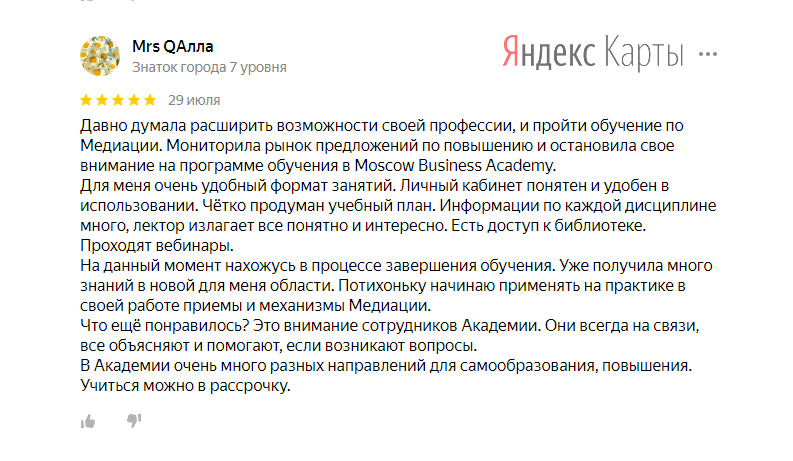 Mrs QAлла
Яндекс Карты
Знаток города 7 уровня
29 июля
Давно думала расширить возможности своей профессии, и пройти обучение по
Медиации. Мониторила рынок предложений по повышению и остановила свое
внимание на программе обучения в Moscow Business Academy.
Для меня очень удобный формат занятий. Личный кабинет понятен и удобен в
использовании. Чётко продуман учебный план. Информации по каждой дисциплине
много, лектор излагает все понятно и интересно. Есть доступ к библиотеке.
Проходят вебинары.
На данный момент нахожусь в процессе завершения обучения. Уже получила много
знаний в новой для меня области. Потихоньку начинаю применять на практике в
своей работе приемы и механизмы Медиации.
Что ещё понравилось? Это внимание сотрудников Академии. Они всегда на связи,
все объясняют и помогают, если возникают вопросы.
В Академии очень много разных направлений для самообразования, повышения.
Учиться можно в рассрочку.